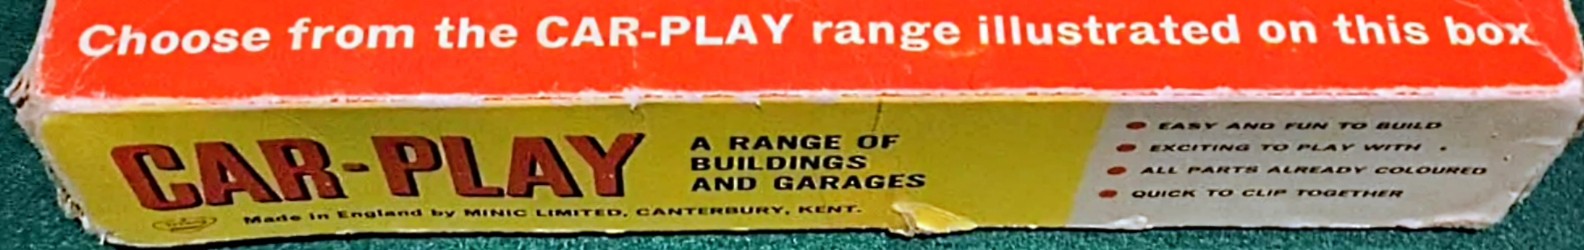 Choose from the CAR-PLAY range illustrated on this box
CAR-PLAY
A RANGE OF
BUILDINGS
AND GARAGES
Made in England by MINIC LIMITED, CANTERBURY, KENT.
EASY AND FUN TO BUILD
EXCITING TO PLAY WITH
ALL PARTS ALREADY COLOURED
QUICK TO CLIP TOGETHER